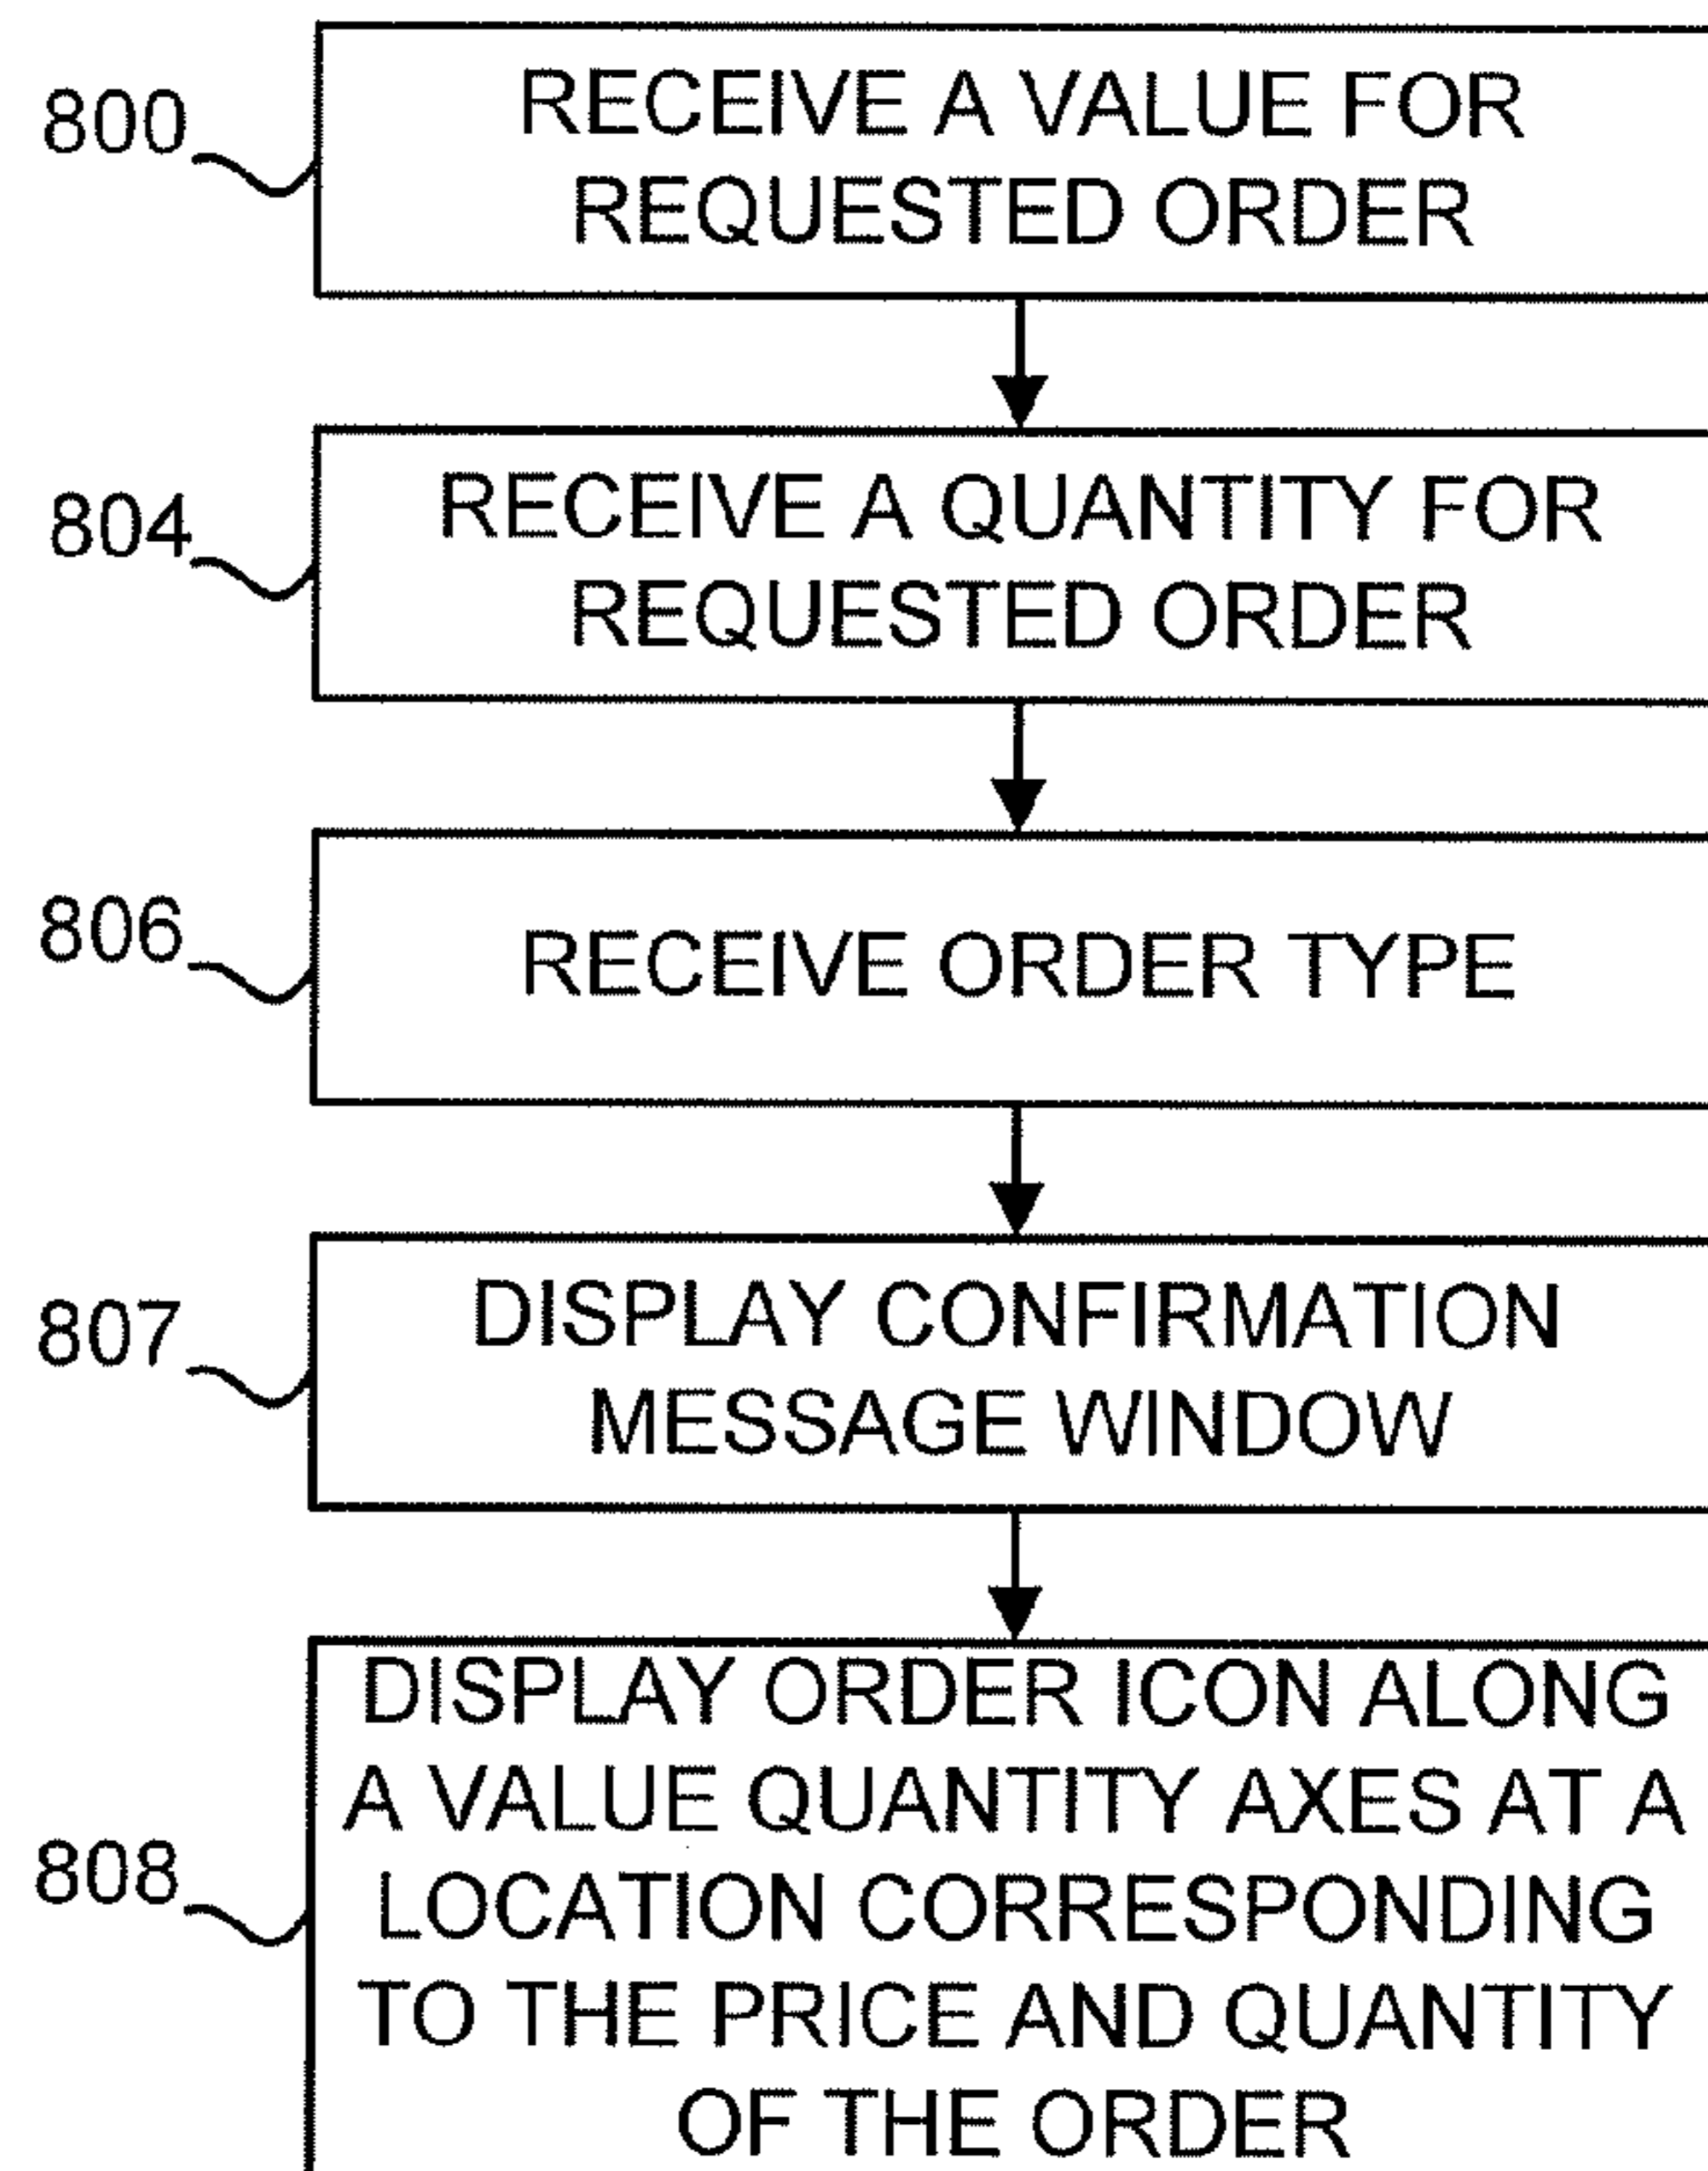 800
RECEIVE A VALUE FOR
REQUESTED ORDER
804
RECEIVE A QUANTITY FOR
REQUESTED ORDER
806
RECEIVE ORDER TYPE
807
DISPLAY CONFIRMATION
MESSAGE WINDOW
808
DISPLAY ORDER ICON ALONG
A VALUE QUANTITY AXES AT A
LOCATION CORRESPONDING
TO THE PRICE AND QUANTITY
OF THE ORDER